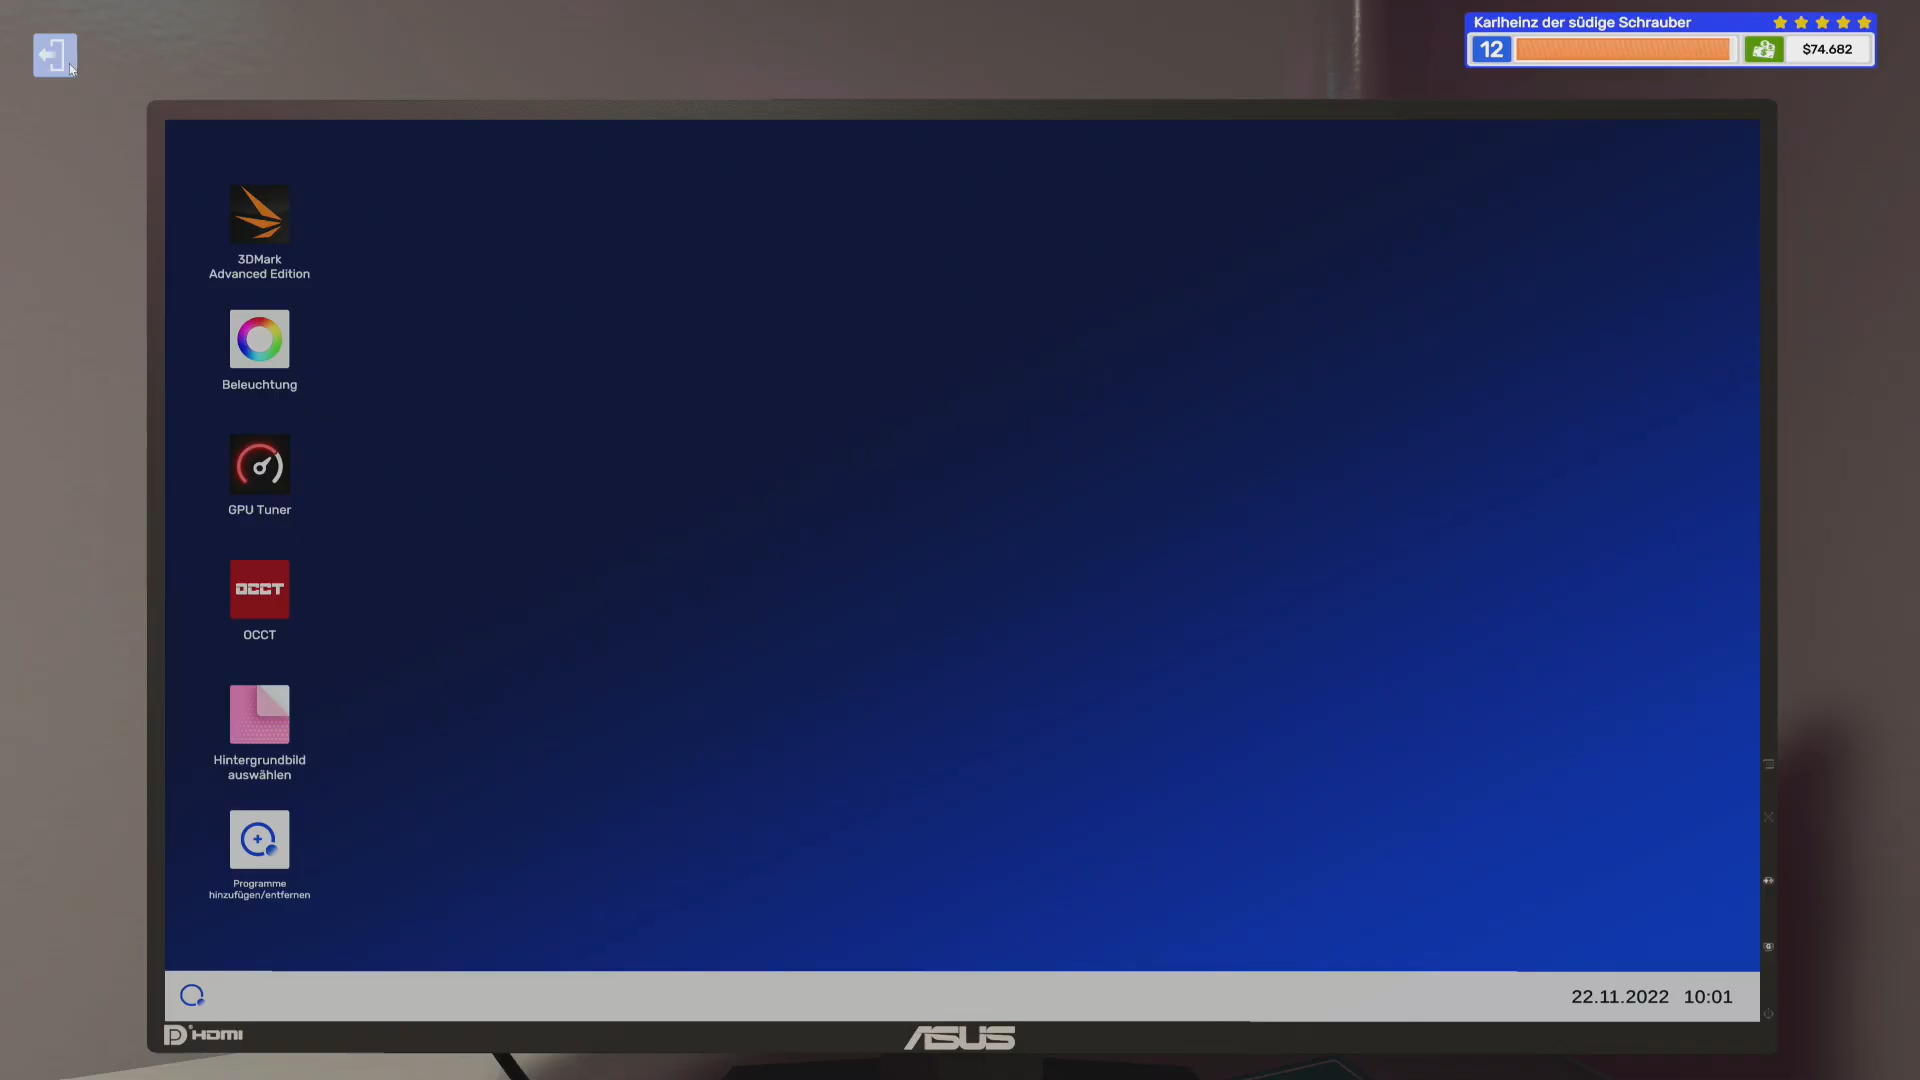 Karlheinz der südige Schrauber
12
$74.682
3DMark
Advanced Edition
Beleuchtung
GPU Tuner
OCCT
OCCT
Hintergrundbild
auswählen
Programme
hinzufügen/entfernen
22.11.2022 10:01
HDMI
ASUS